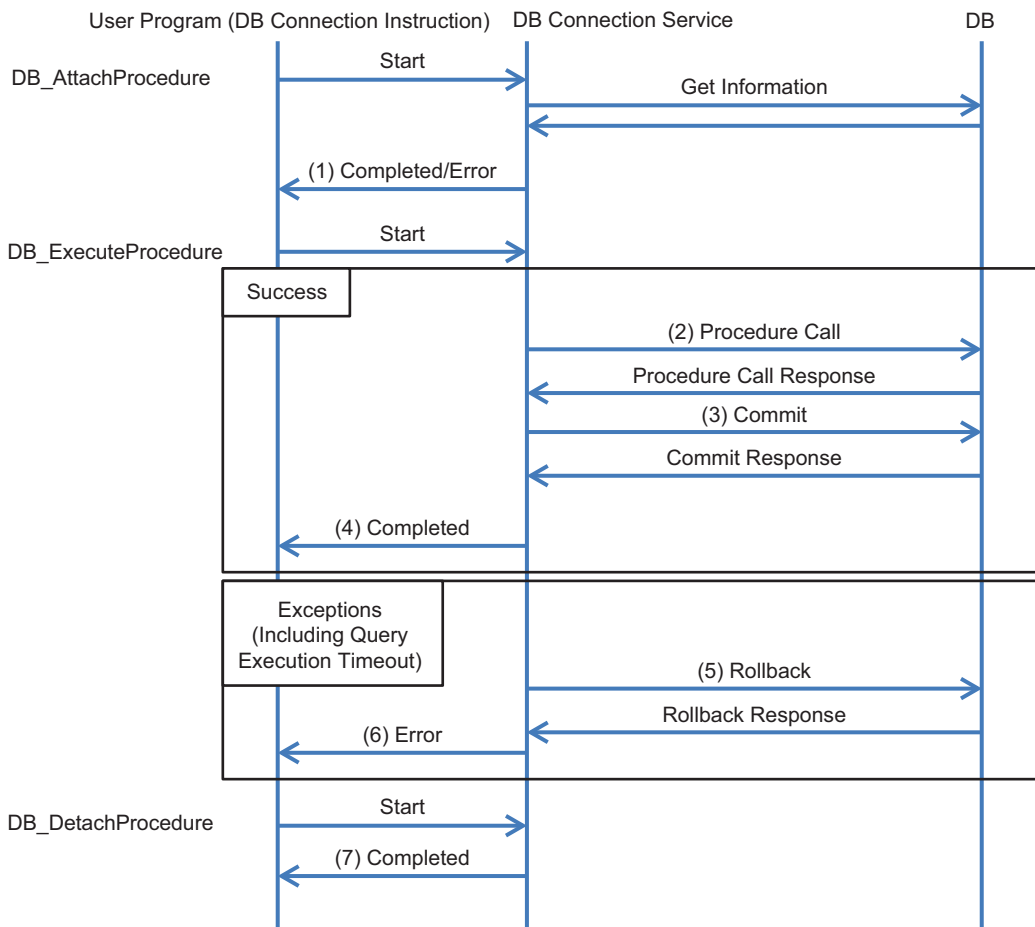 User Program (DB Connection Instruction)
DB Connection Service
DB
DB_AttachProcedure
Start
Get Information
(1) Completed/Error
DB_ExecuteProcedure
Start
Success
(2) Procedure Call
Procedure Call Response
(3) Commit
Commit Response
(4) Completed
Exceptions
(Including Query
Execution Timeout)
(5) Rollback
Rollback Response
(6) Error
DB_DetachProcedure
Start
(7) Completed